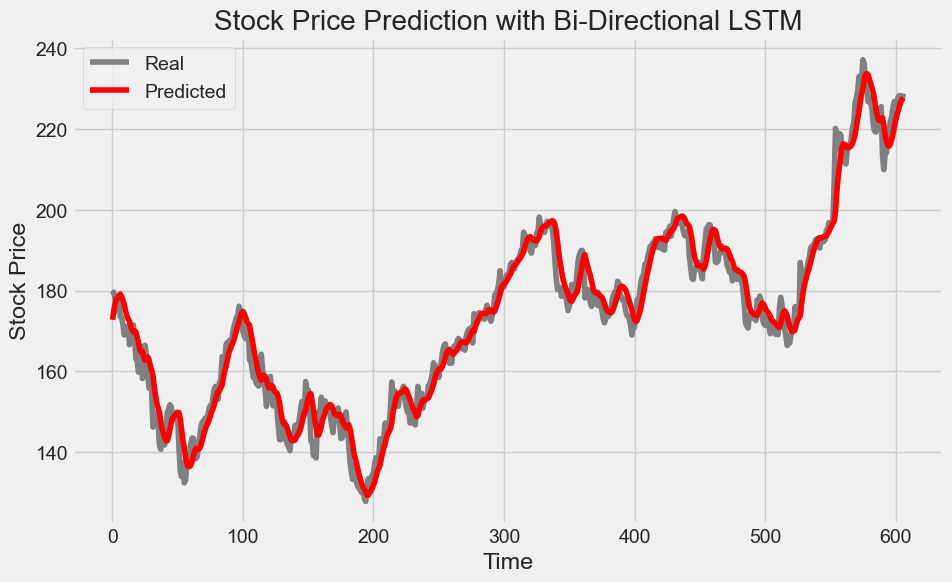 Stock Price Prediction with Bi-Directional LSTM
Real
Predicted
Stock Price
240
220
200
180
160
140
0 100 200 300 400 500 600
Time